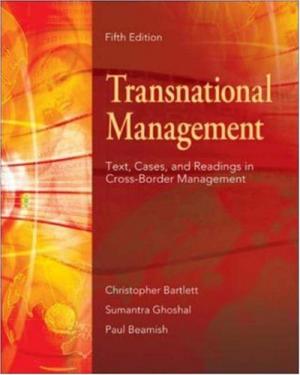 Fifth Edition
Transnational
Management
Text, Cases, and Readings in
Cross-Border Management
Christopher Bartlett
Sumantra Ghoshal
Paul Beamish